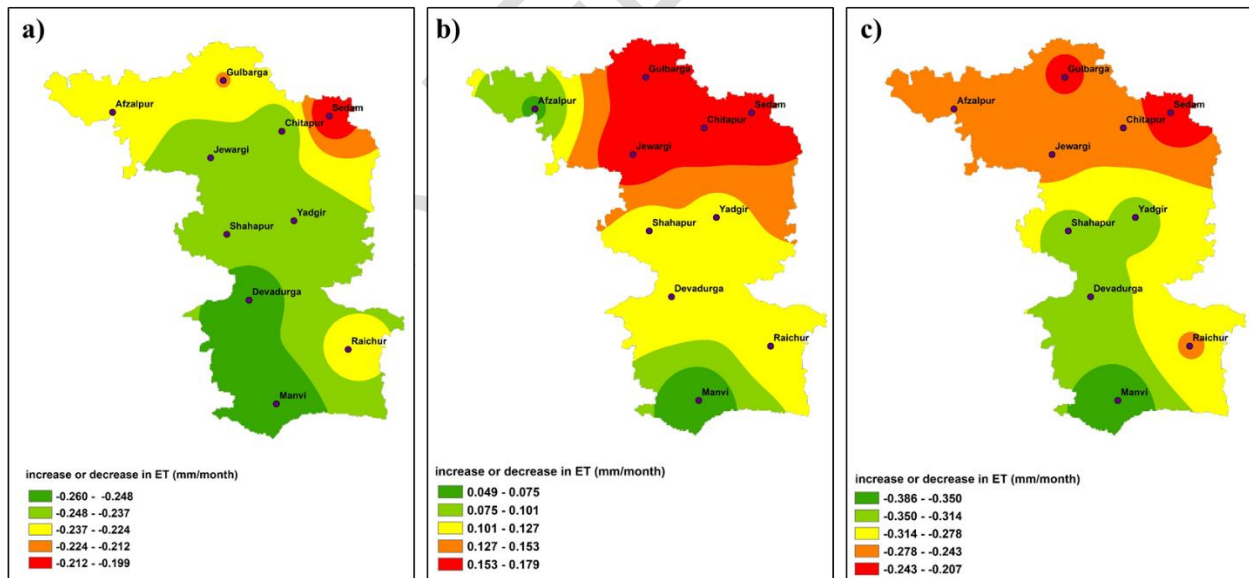 a)
Gulbarga
Afzalpur
Sedam
Chitapur
Jewargi
Yadgir
Shahapur
Devadurga
Raichur
Manvi
increase or decrease in ET (mm/month)
-0.260 - -0.248
-0.248 - -0.237
-0.237 - -0.224
-0.224 - -0.212
-0.212 - -0.199
b)
Gulbarga
Afzalpur
Sedam
Chitapur
Jewargi
Yadgir
Shahapur
Devadurga
Raichur
Manvi
increase or decrease in ET (mm/month)
0.049 - 0.075
0.075 - 0.101
0.101 - 0.127
0.127 - 0.153
0.153 - 0.179
c)
Gulbarga
Afzalpur
Sedam
Chitapur
Jewargi
Yadgir
Shahapur
Devadurga
Raichur
Manvi
increase or decrease in ET (mm/month)
-0.386 - -0.350
-0.350 - -0.314
-0.314 - -0.278
-0.278 - -0.243
-0.243 - -0.207